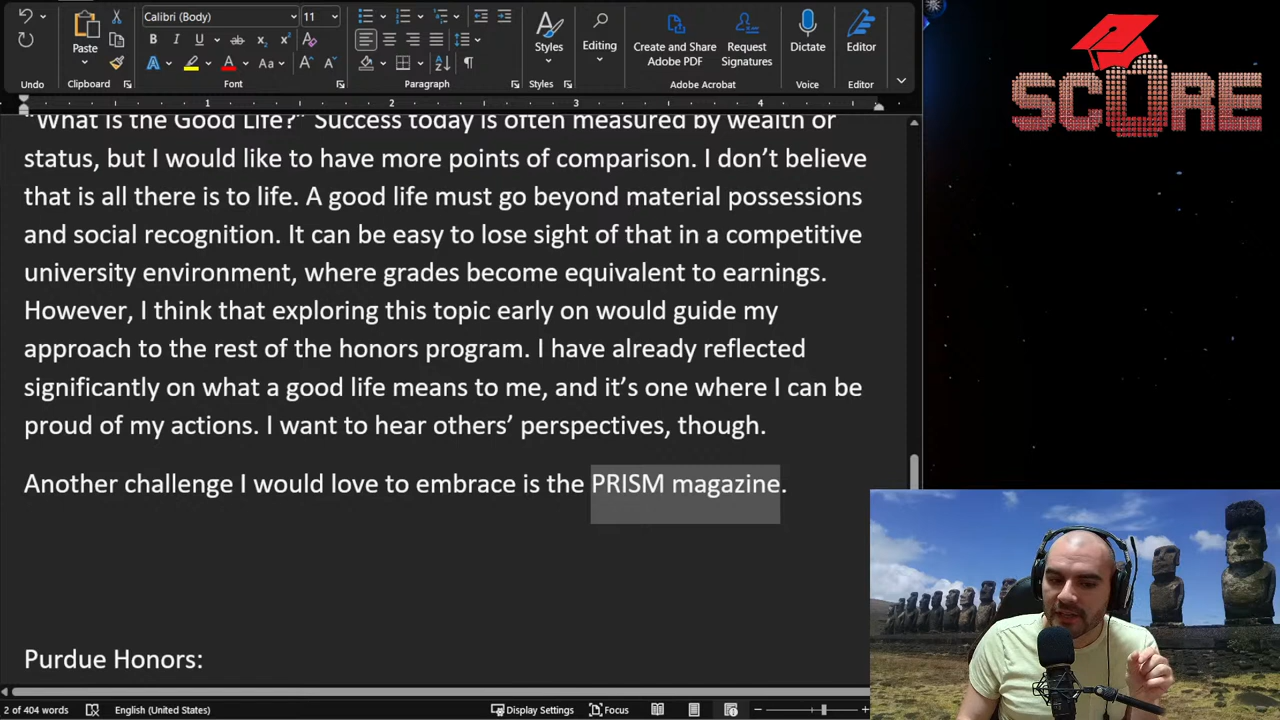 Calibri (Body)
11
Paste
Undo
Clipboard
Font
Paragraph
Styles
Styles
Editing
Create and Share
Adobe PDF
Request
Signatures
Adobe Acrobat
Dictate
Voice
Editor
Editor
SCORE
1
2
3
4
"What Is the Good Life?" Success today is often measured by wealth or
status, but I would like to have more points of comparison. I don’t believe
that is all there is to life. A good life must go beyond material possessions
and social recognition. It can be easy to lose sight of that in a competitive
university environment, where grades become equivalent to earnings.
However, I think that exploring this topic early on would guide my
approach to the rest of the honors program. I have already reflected
significantly on what a good life means to me, and it’s one where I can be
proud of my actions. I want to hear others’ perspectives, though.
Another challenge I would love to embrace is the PRISM magazine.
Purdue Honors:
2 of 404 words
English (United States)
Display Settings
Focus